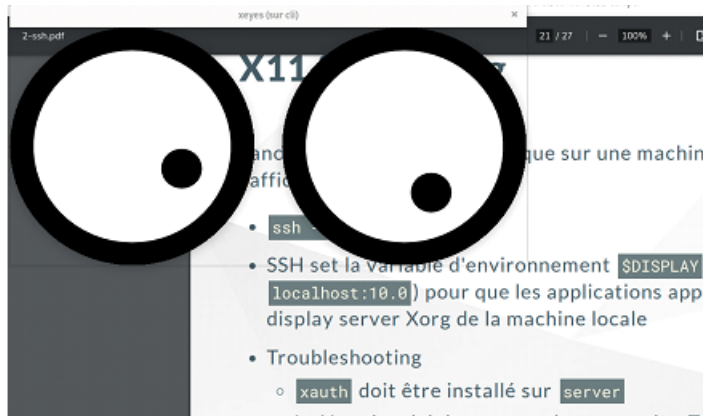 xeyes (sur cli) ×
2-ssh.pdf 21 / 27 — 100% +
X11
que sur une machin
affic
• ssh -
• SSH set la variable d'environnement $DISPLAY
localhost:10.0) pour que les applications app
display server Xorg de la machine locale
• Troubleshooting
○ xauth doit être installé sur server